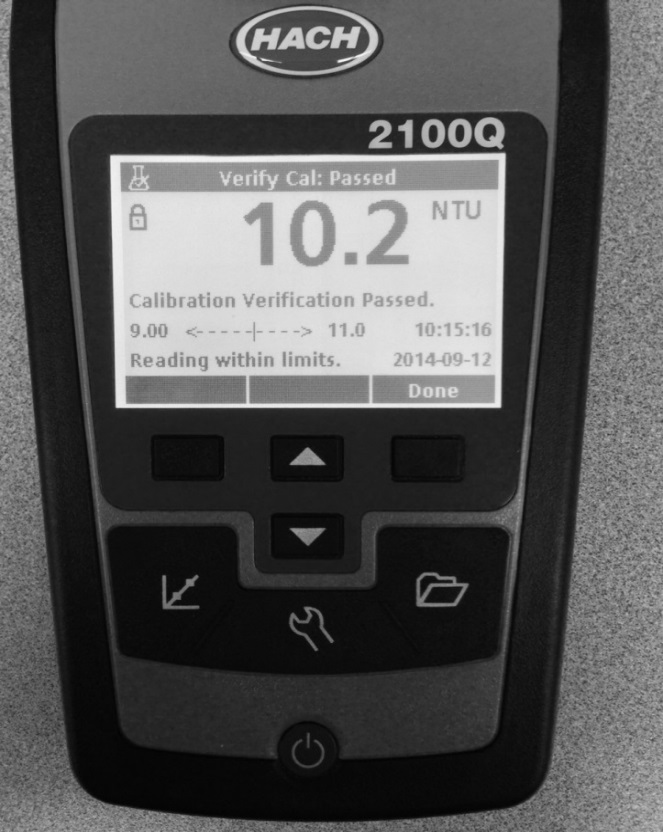 HACH
2100Q
Verify Cal: Passed
10.2 NTU
Calibration Verification Passed.
9.00 <-----|----> 11.0 10:15:16
Reading within limits. 2014-09-12
Done